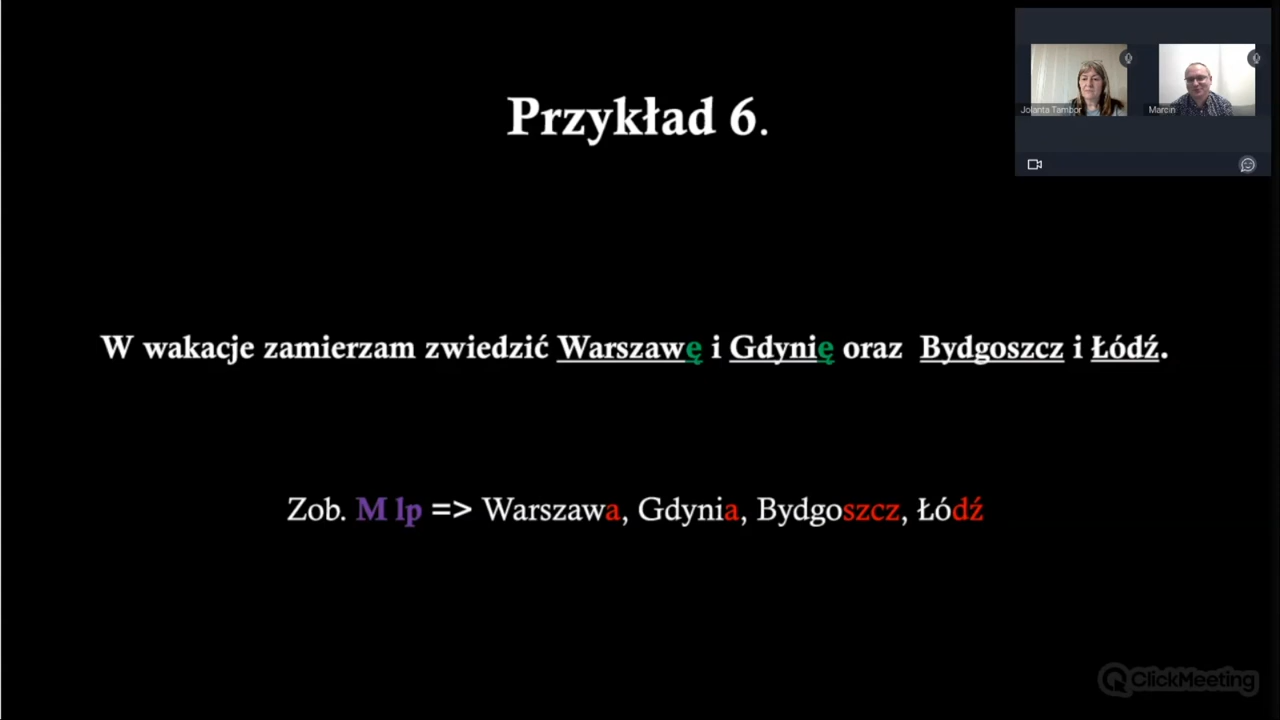 Przykład 6.
Jolanta Tambor
Marcin
W wakacje zamierzam zwiedzić Warszawę i Gdynię oraz Bydgoszcz i Łódź.
Zob. M lp => Warszawa, Gdynia, Bydgoszcz, Łódź
ClickMeeting